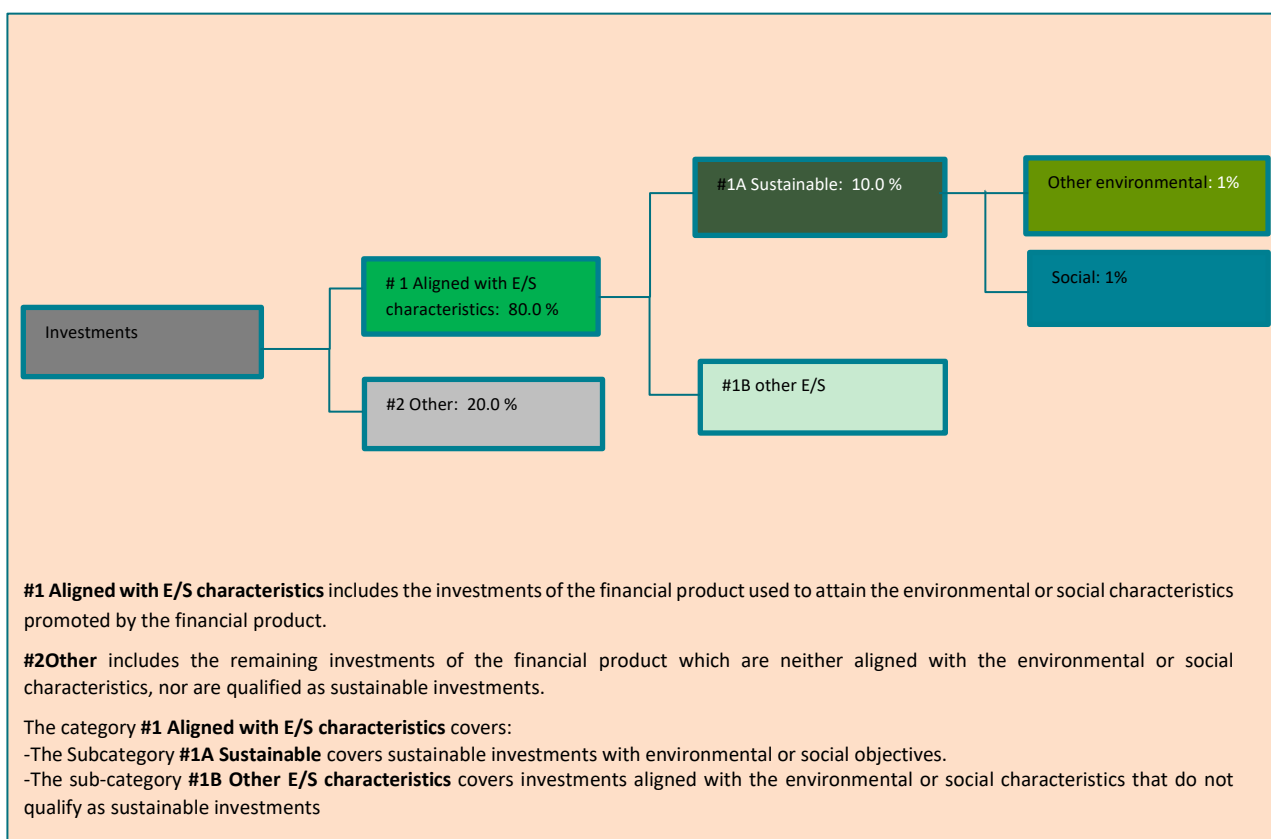 #1A Sustainable: 10.0 %
Other environmental: 1%
# 1 Aligned with E/S
characteristics: 80.0 %
Social: 1%
Investments
#2 Other: 20.0 %
#1B other E/S
#1 Aligned with E/S characteristics includes the investments of the financial product used to attain the environmental or social characteristics
promoted by the financial product.
#2Other includes the remaining investments of the financial product which are neither aligned with the environmental or social
characteristics, nor are qualified as sustainable investments.
The category #1 Aligned with E/S characteristics covers:
-The Subcategory #1A Sustainable covers sustainable investments with environmental or social objectives.
-The sub-category #1B Other E/S characteristics covers investments aligned with the environmental or social characteristics that do not
qualify as sustainable investments